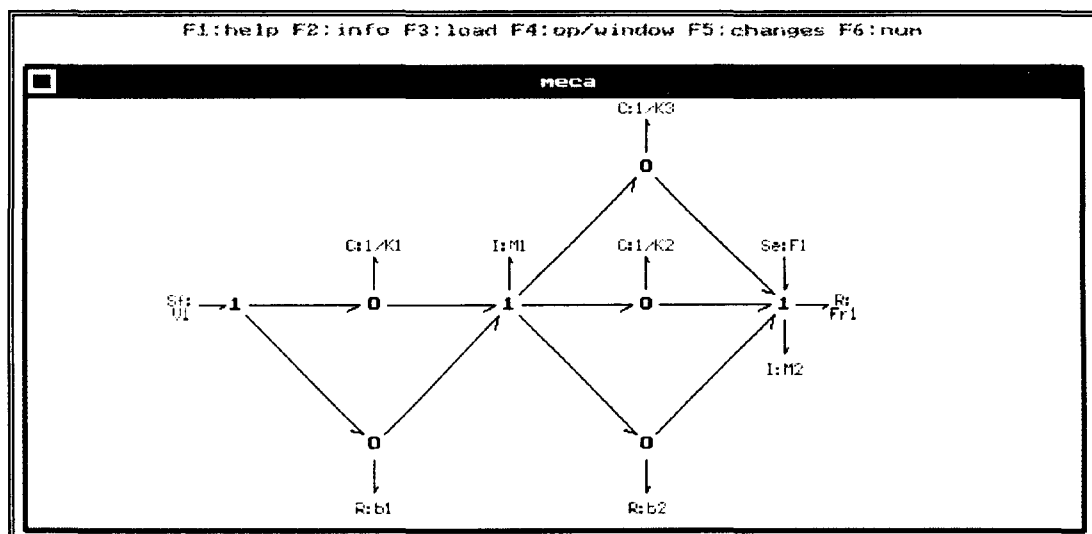 F1:help F2:info F3:load F4:op/window F5:changes F6:num
meca
C:1/K3
0
C:1/K1 I:M1 C:1/K2 Se:F1
Sf: 1 0 1 0 1 R:
V1 Fr1
I:M2
0 0
R:b1 R:b2